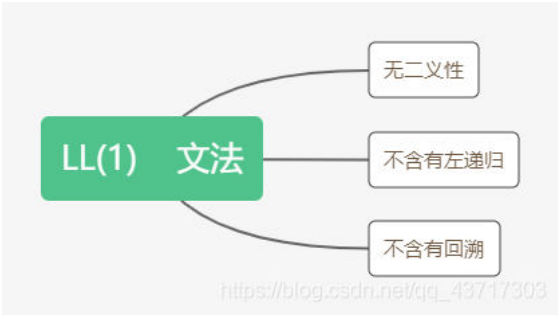 无二义性
LL(1) 文法
不含有左递归
不含有回溯
https://blog.csdn.net/qq_43717303